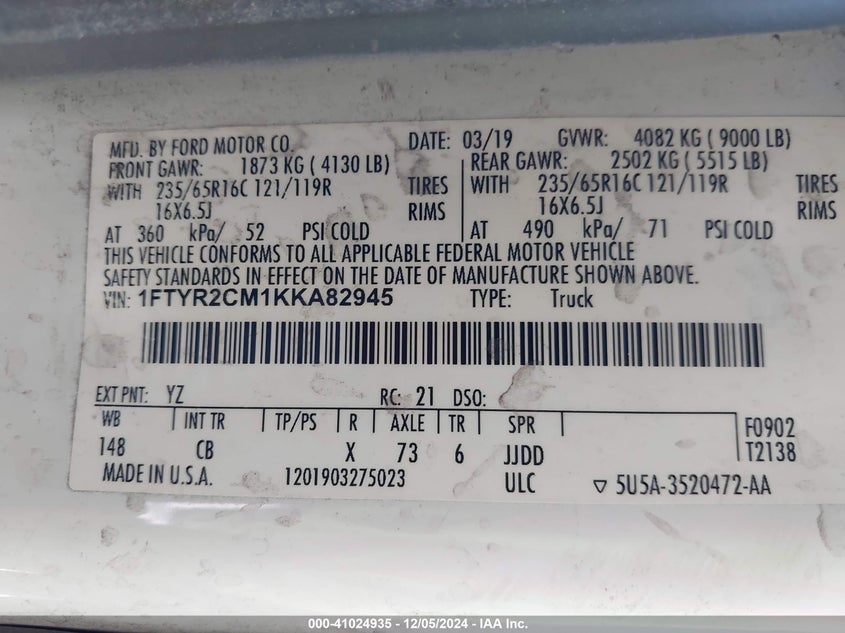 MFD. BY FORD MOTOR CO. DATE: 03/19 GVWR: 4082 KG ( 9000 LB)
FRONT GAWR: 1873 KG ( 4130 LB) REAR GAWR: 2502 KG ( 5515 LB)
WITH 235/65R16C 121/119R TIRES WITH 235/65R16C 121/119R TIRES
16X6.5J RIMS 16X6.5J RIMS
AT 360 kPa/ 52 PSI COLD AT 490 kPa/ 71 PSI COLD
THIS VEHICLE CONFORMS TO ALL APPLICABLE FEDERAL MOTOR VEHICLE
SAFETY STANDARDS IN EFFECT ON THE DATE OF MANUFACTURE SHOWN ABOVE.
VIN: 1FTYR2CM1KKA82945 TYPE: Truck
EXT PNT: YZ RC: 21 DSO:
WB INT TR TP/PS R AXLE TR SPR F0902
148 CB X 73 6 JJDD T2138
MADE IN U.S.A. 1201903275023 ULC ▽ 5U5A-3520472-AA
000-41024935 - 12/05/2024 - IAA Inc.